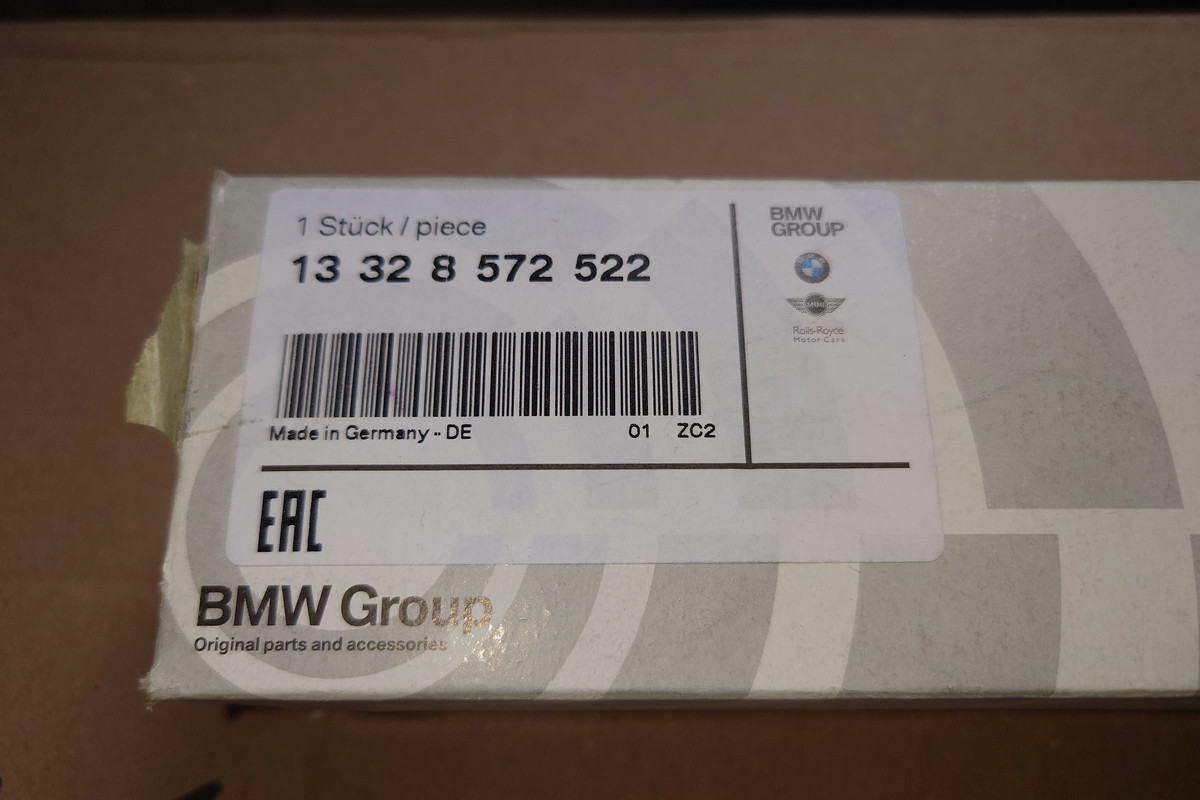 1 Stück / piece
13 32 8 572 522
Made in Germany -- DE 01 ZC2
BMW
GROUP
MINI
Rolls-Royce
Motor Cars
EAC
BMW Group
Original parts and accessories